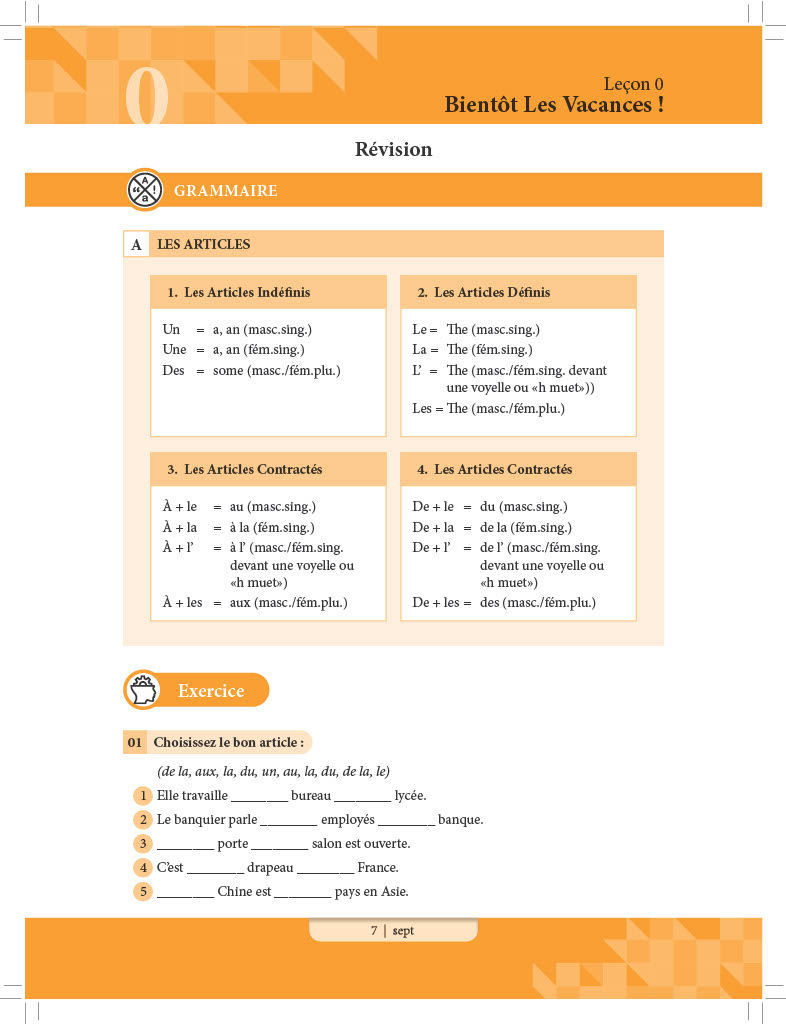 0
Leçon 0
Bientôt Les Vacances !
Révision
GRAMMAIRE
A LES ARTICLES
1. Les Articles Indéfinis
Un = a, an (masc.sing.)
Une = a, an (fém.sing.)
Des = some (masc./fém.plu.)
2. Les Articles Définis
Le = The (masc.sing.)
La = The (fém.sing.)
L’ = The (masc./fém.sing. devant
une voyelle ou «h muet»))
Les = The (masc./fém.plu.)
3. Les Articles Contractés
À + le = au (masc.sing.)
À + la = à la (fém.sing.)
À + l’ = à l’ (masc./fém.sing.
devant une voyelle ou
«h muet»)
À + les = aux (masc./fém.plu.)
4. Les Articles Contractés
De + le = du (masc.sing.)
De + la = de la (fém.sing.)
De + l’ = de l’ (masc./fém.sing.
devant une voyelle ou
«h muet»)
De + les = des (masc./fém.plu.)
Exercice
01 Choisissez le bon article :
(de la, aux, la, du, un, au, la, du, de la, le)
1 Elle travaille ________ bureau ________ lycée.
2 Le banquier parle ________ employés ________ banque.
3 ________ porte ________ salon est ouverte.
4 C’est ________ drapeau ________ France.
5 ________ Chine est ________ pays en Asie.
7 | sept